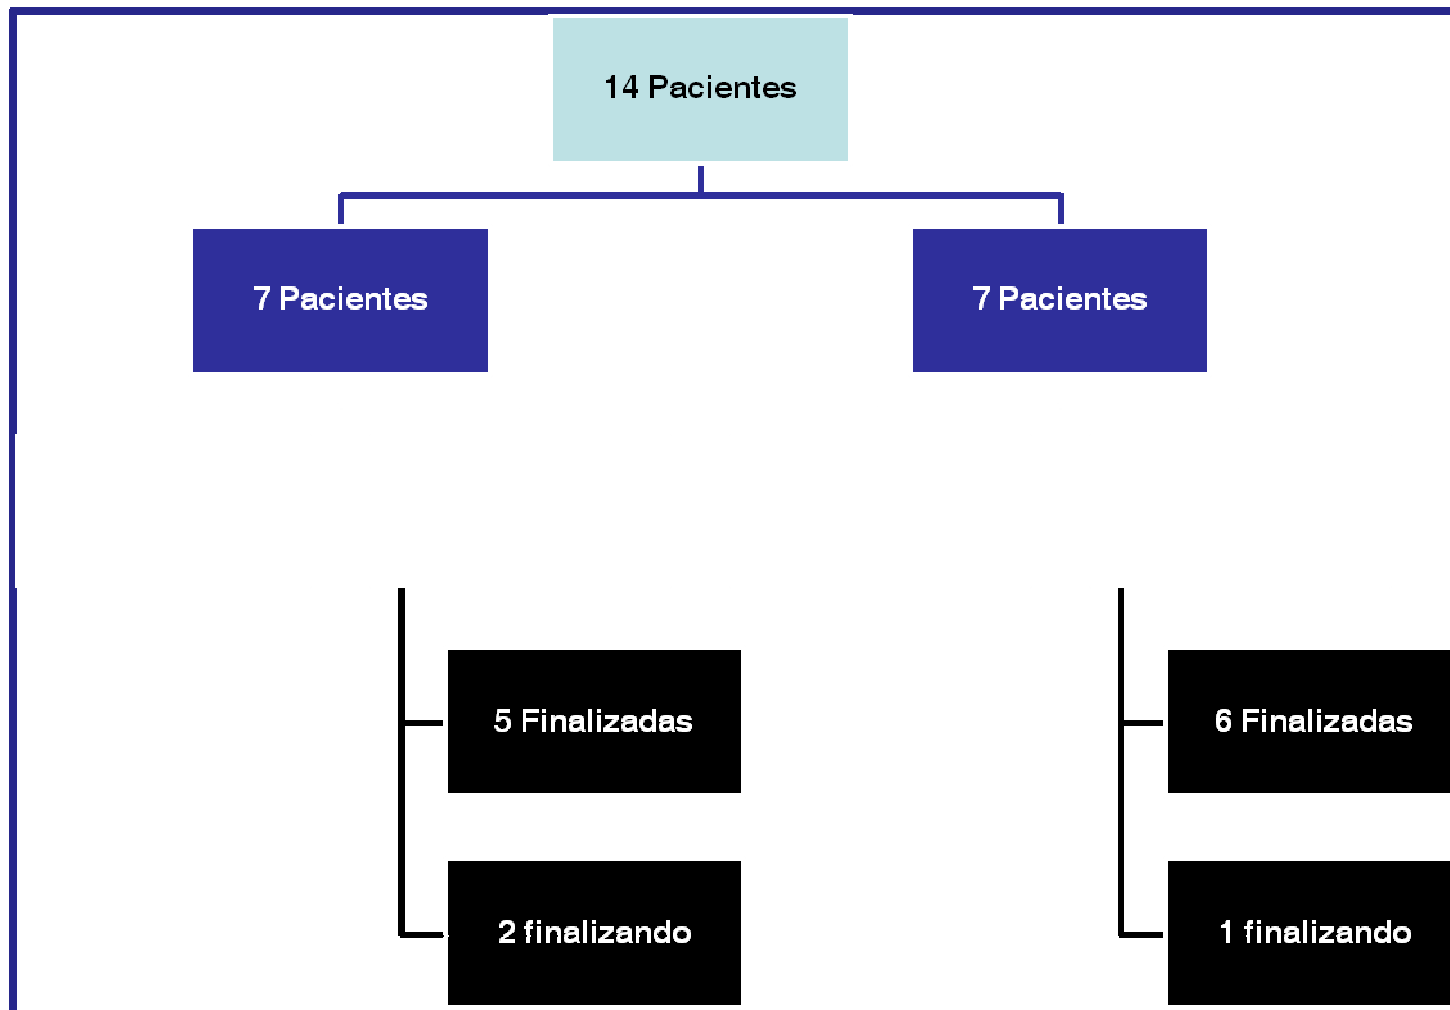 14 Pacientes
7 Pacientes
7 Pacientes
5 Finalizadas
6 Finalizadas
2 finalizando
1 finalizando